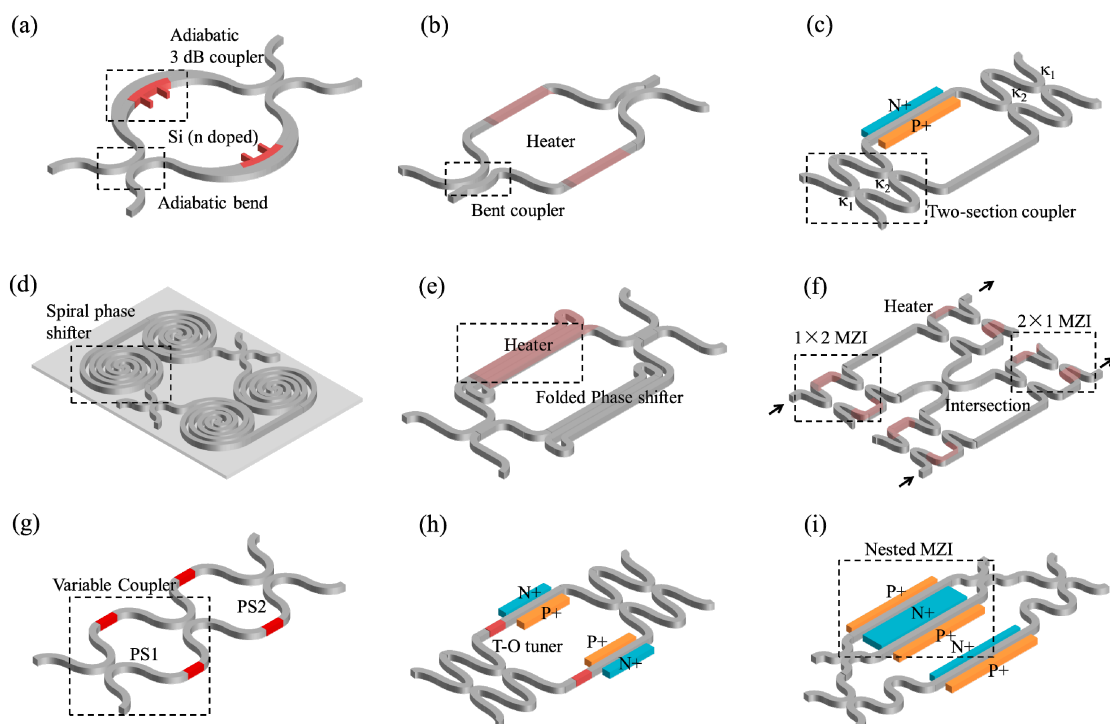 (a)
Adiabatic
3 dB coupler
Si (n doped)
Adiabatic bend
(b)
Heater
Bent coupler
(c)
κ1
κ2
N+
P+
κ2
κ1
Two-section coupler
(d)
Spiral phase
shifter
(e)
Heater
Folded Phase shifter
(f)
Heater
1×2 MZI
2×1 MZI
Intersection
(g)
Variable Coupler
PS2
PS1
(h)
N+
P+
T-O tuner
P+
N+
(i)
Nested MZI
P+
N+
P+
N+
P+